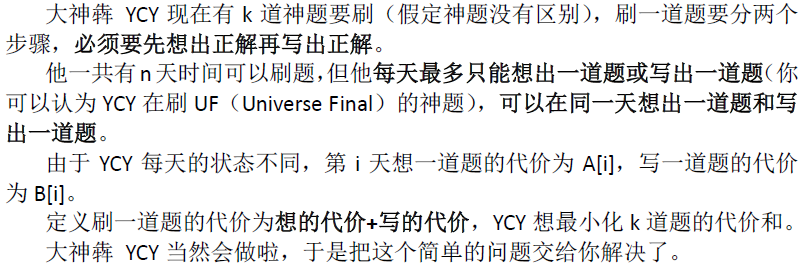 大神犇 YCY 现在有 k 道神题要刷（假定神题没有区别），刷一道题要分两个
步骤，必须要先想出正解再写出正解。
他一共有 n 天时间可以刷题，但他每天最多只能想出一道题或写出一道题（你
可以认为 YCY 在刷 UF（Universe Final）的神题），可以在同一天想出一道题和写
出一道题。
由于 YCY 每天的状态不同，第 i 天想一道题的代价为 A[i]，写一道题的代价
为 B[i]。
定义刷一道题的代价为想的代价+写的代价，YCY 想最小化 k 道题的代价和。
大神犇 YCY 当然会做啦，于是把这个简单的问题交给你解决了。